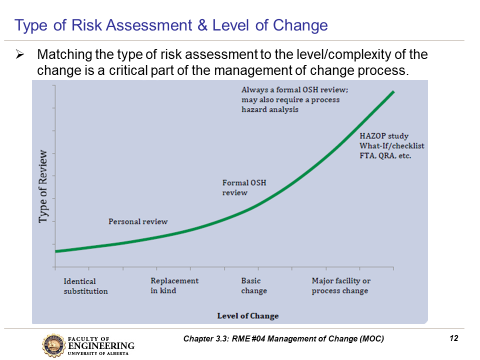 Type of Risk Assessment & Level of Change
Matching the type of risk assessment to the level/complexity of the
change is a critical part of the management of change process.
Always a formal OSH review;
may also require a process
hazard analysis
HAZOP study
What-If/checklist
FTA, QRA, etc.
Type of Review
Formal OSH
review
Personal review
Identical
substitution
Replacement
in kind
Basic
change
Major facility or
process change
Level of Change
FACULTY OF
ENGINEERING
UNIVERSITY OF ALBERTA
Chapter 3.3: RME #04 Management of Change (MOC)
12